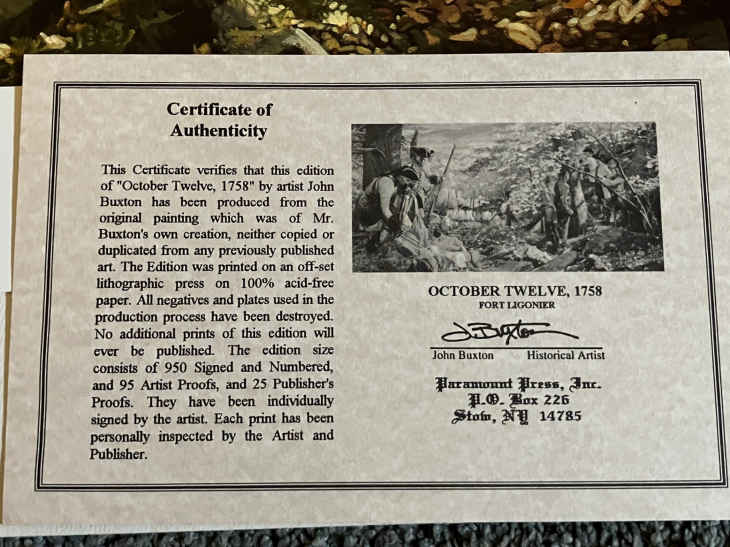 Certificate of
Authenticity
This Certificate verifies that this edition
of "October Twelve, 1758" by artist John
Buxton has been produced from the
original painting which was of Mr.
Buxton's own creation, neither copied or
duplicated from any previously published
art. The Edition was printed on an off-set
lithographic press on 100% acid-free
paper. All negatives and plates used in the
production process have been destroyed.
No additional prints of this edition will
ever be published. The edition size
consists of 950 Signed and Numbered,
and 95 Artist Proofs, and 25 Publisher's
Proofs. They have been individually
signed by the artist. Each print has been
personally inspected by the Artist and
Publisher.
OCTOBER TWELVE, 1758
FORT LIGONIER
J. Buxton
John Buxton Historical Artist
Paramount Press, Inc.
P.O. Box 226
Stow, NY 14785